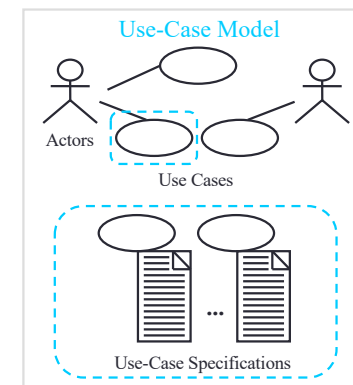 Use-Case Model
Actors
Use Cases
...
Use-Case Specifications